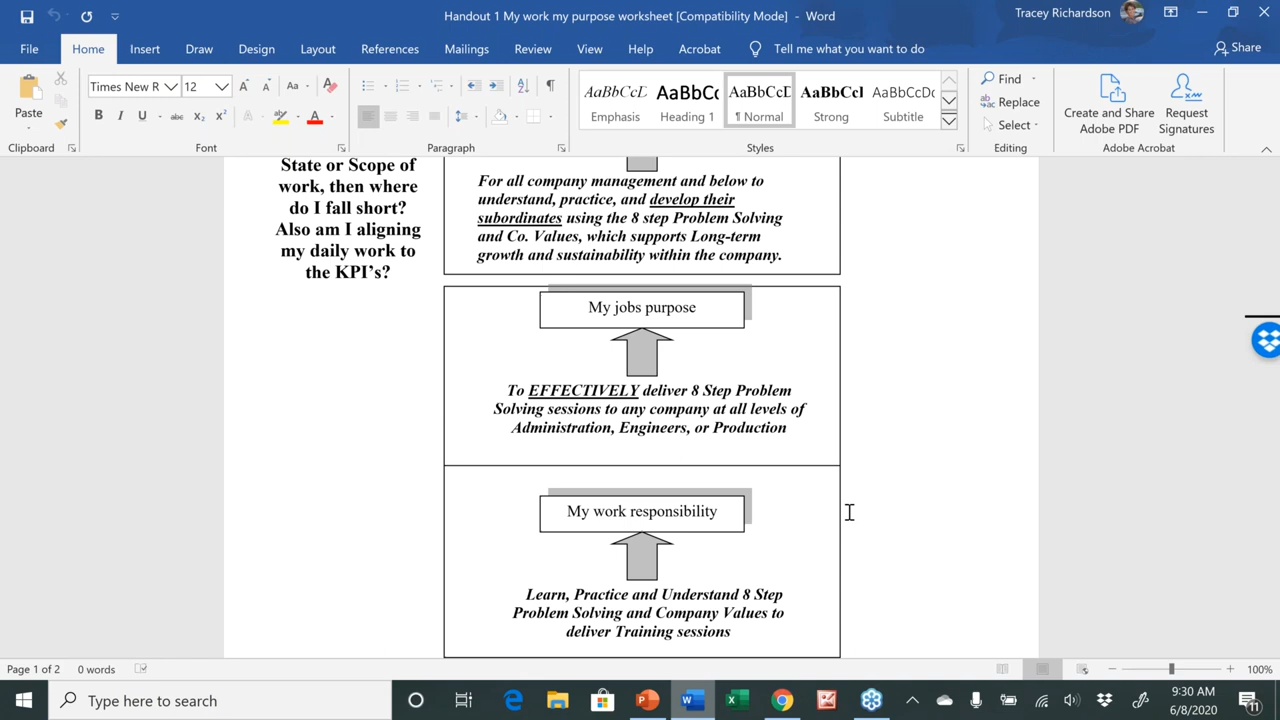 Handout 1 My work my purpose worksheet [Compatibility Mode] - Word
Tracey Richardson
File Home Insert Draw Design Layout References Mailings Review View Help Acrobat Tell me what you want to do Share
Times New R 12
Paste
AaBbCcD AaBbCc AaBbCcD AaBbCcl AaBbCcDc
Emphasis Heading 1 ¶ Normal Strong Subtitle
Find
Replace
Select
Create and Share
Adobe PDF
Request
Signatures
Clipboard Font Paragraph Styles Editing Adobe Acrobat
State or Scope of
work, then where
do I fall short?
Also am I aligning
my daily work to
the KPI's?
For all company management and below to
understand, practice, and develop their
subordinates using the 8 step Problem Solving
and Co. Values, which supports Long-term
growth and sustainability within the company.
My jobs purpose
To EFFECTIVELY deliver 8 Step Problem
Solving sessions to any company at all levels of
Administration, Engineers, or Production
My work responsibility
Learn, Practice and Understand 8 Step
Problem Solving and Company Values to
deliver Training sessions
Page 1 of 2 0 words 100%
Type here to search
9:30 AM
6/8/2020
11